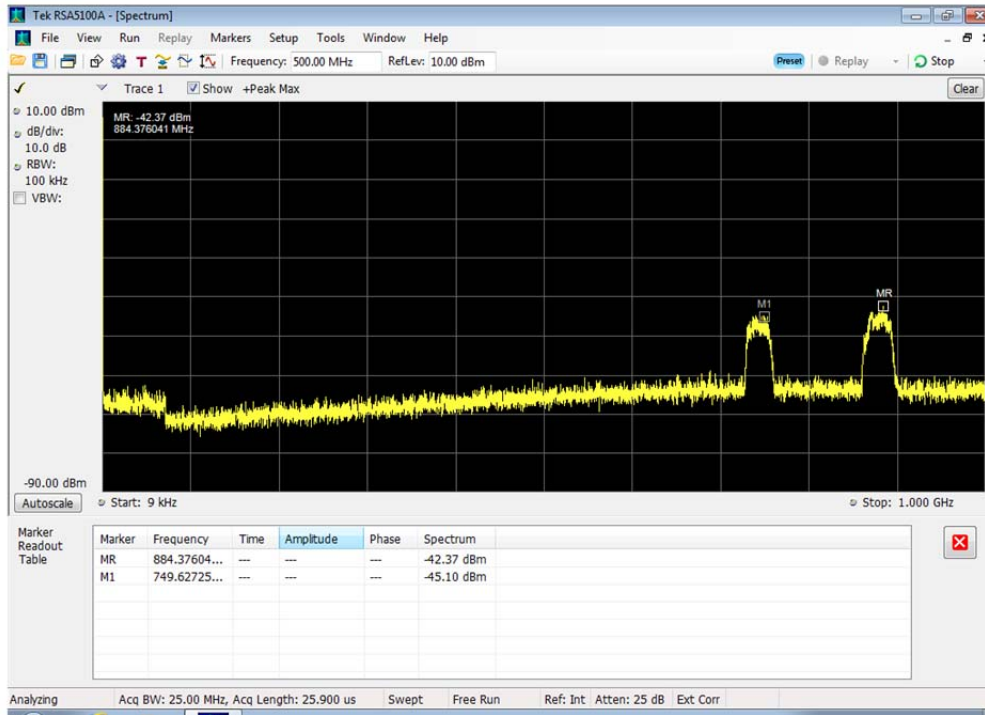 Tek RSA5100A - [Spectrum]
File View Run Replay Markers Setup Tools Window Help
Frequency: 500.00 MHz RefLev: 10.00 dBm Preset Replay Stop
Trace 1 Show +Peak Max Clear
10.00 dBm
dB/div:
10.0 dB
RBW:
100 kHz
VBW:
MR: -42.37 dBm
884.376041 MHz
M1
MR
-90.00 dBm
Autoscale Start: 9 kHz Stop: 1.000 GHz
Marker Readout Table
Marker Frequency Time Amplitude Phase Spectrum
MR 884.37604... --- --- --- -42.37 dBm
M1 749.62725... --- --- --- -45.10 dBm
Analyzing Acq BW: 25.00 MHz, Acq Length: 25.900 us Swept Free Run Ref: Int Atten: 25 dB Ext Corr